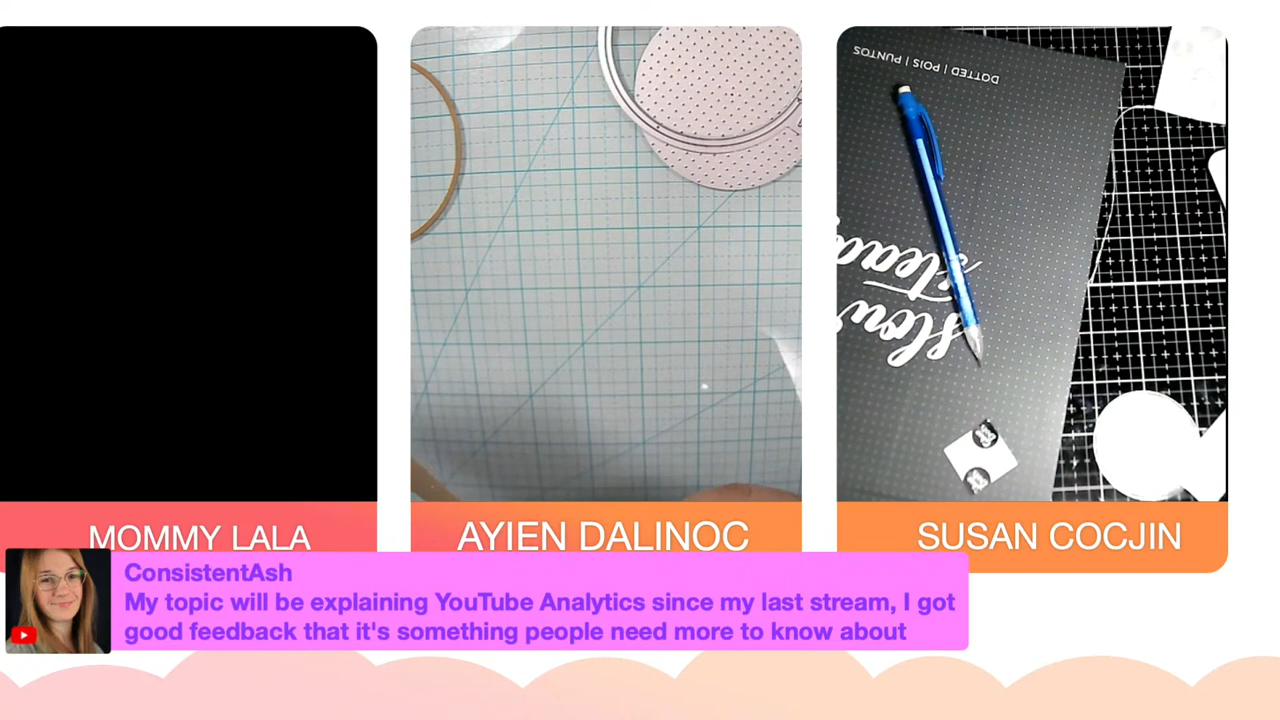 DOTTED | POIS | PUNTOS
slow
MOMMY LALA
AYIEN DALINOC
SUSAN COCJIN
ConsistentAsh
My topic will be explaining YouTube Analytics since my last stream, I got
good feedback that it's something people need more to know about